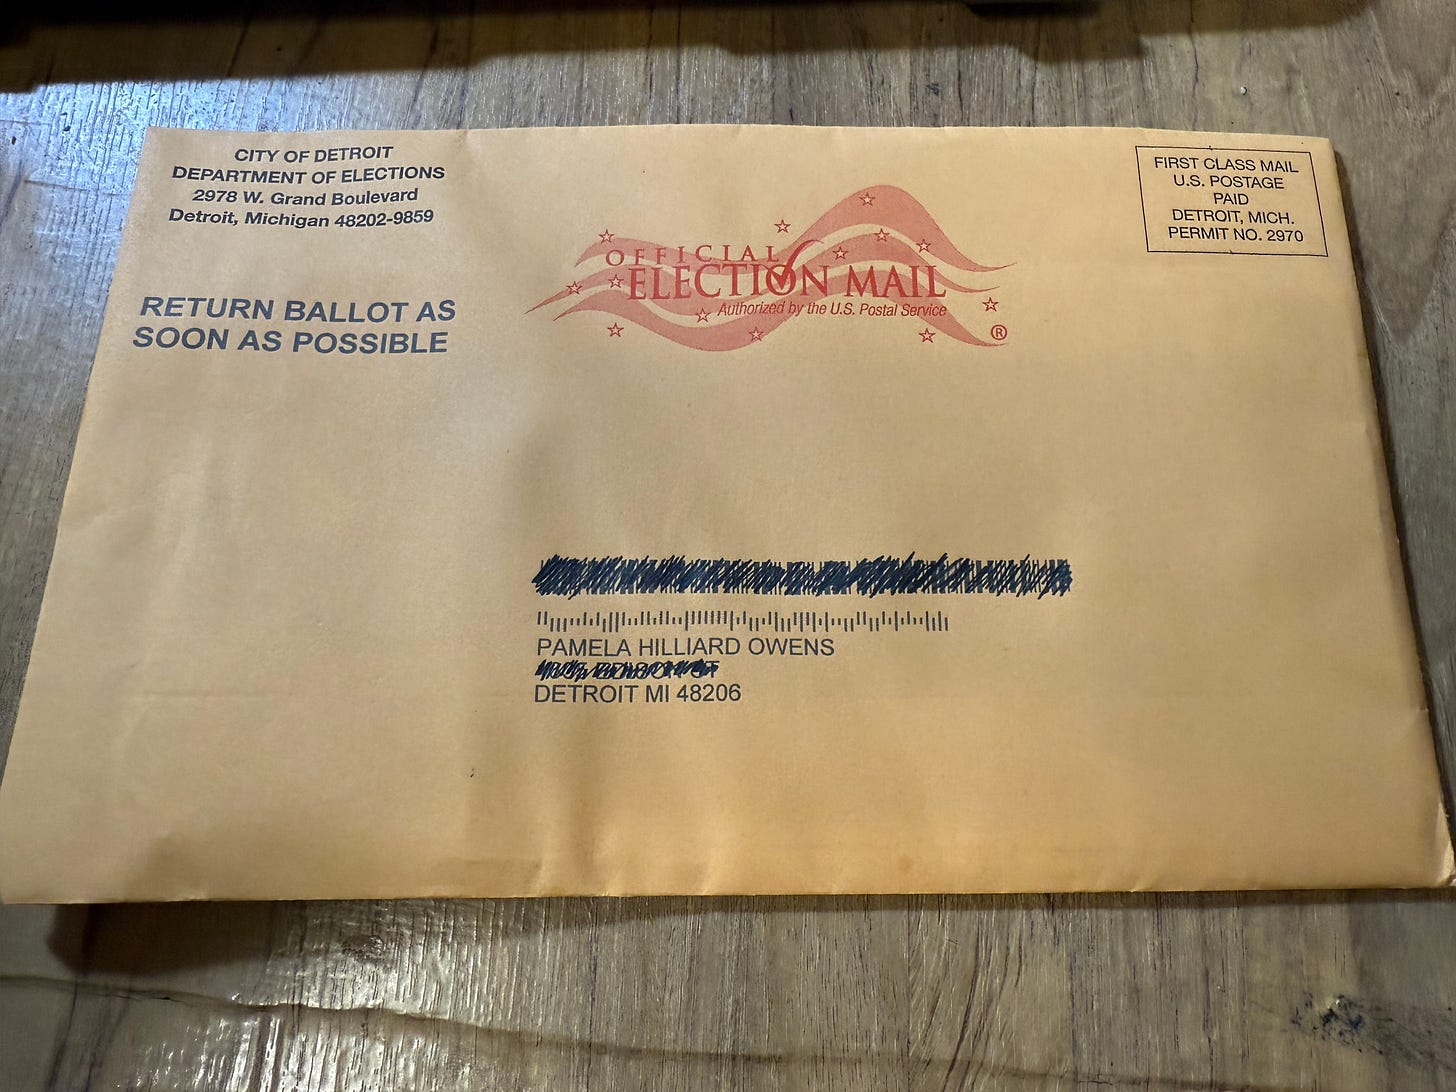 CITY OF DETROIT
DEPARTMENT OF ELECTIONS
2978 W. Grand Boulevard
Detroit, Michigan 48202-9859
RETURN BALLOT AS
SOON AS POSSIBLE
OFFICIAL
ELECTION MAIL
Authorized by the U.S. Postal Service
®
FIRST CLASS MAIL
U.S. POSTAGE
PAID
DETROIT, MICH.
PERMIT NO. 2970
PAMELA HILLIARD OWENS
DETROIT MI 48206